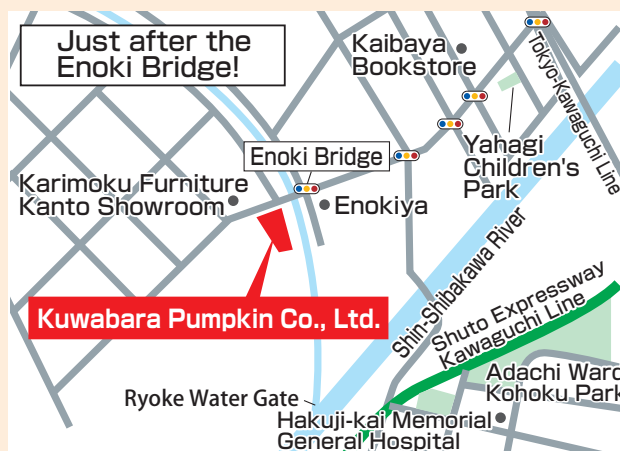 Just after the
Enoki Bridge!
Kaibaya
Bookstore
Tokyo-Kawaguchi Line
Enoki Bridge
Yahagi
Children's
Park
Karimoku Furniture
Kanto Showroom
Enokiya
Shin-Shibakawa River
Kuwabara Pumpkin Co., Ltd.
Shuto Expressway
Kawaguchi Line
Adachi Ward
Kohoku Park
Ryoke Water Gate
Hakuji-kai Memorial
General Hospital